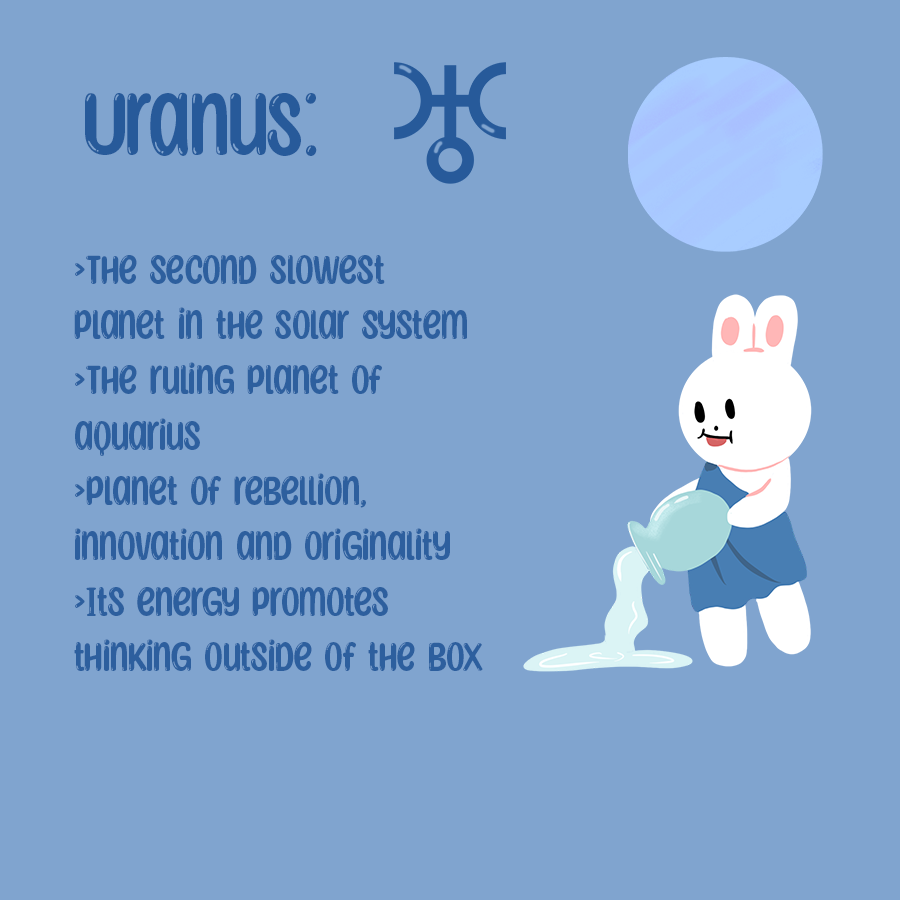 uranus:
>The second slowest
planet in the solar system
>The ruling planet of
aquarius
>planet of rebellion,
innovation and originality
>Its energy promotes
thinking outside of the box